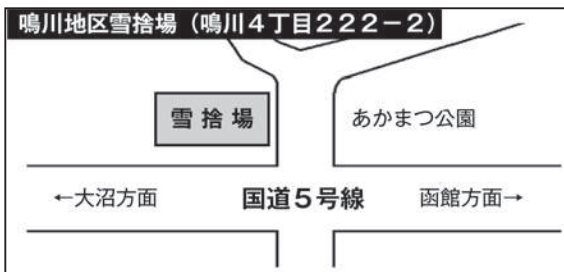 鳴川地区雪捨場（鳴川４丁目２２２－２）
雪捨場
あかまつ公園
←大沼方面
国道５号線
函館方面→